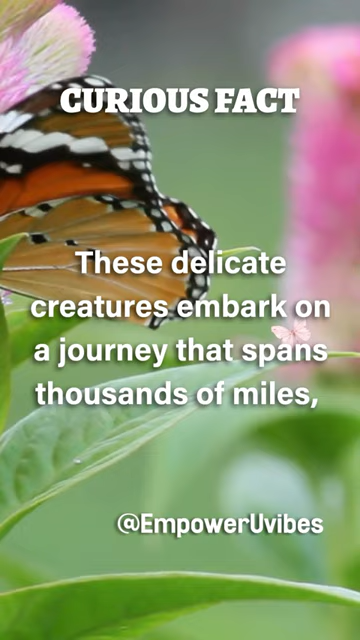 CURIOUS FACT
These delicate
creatures embark on
a journey that spans
thousands of miles,
@EmpowerUvibes